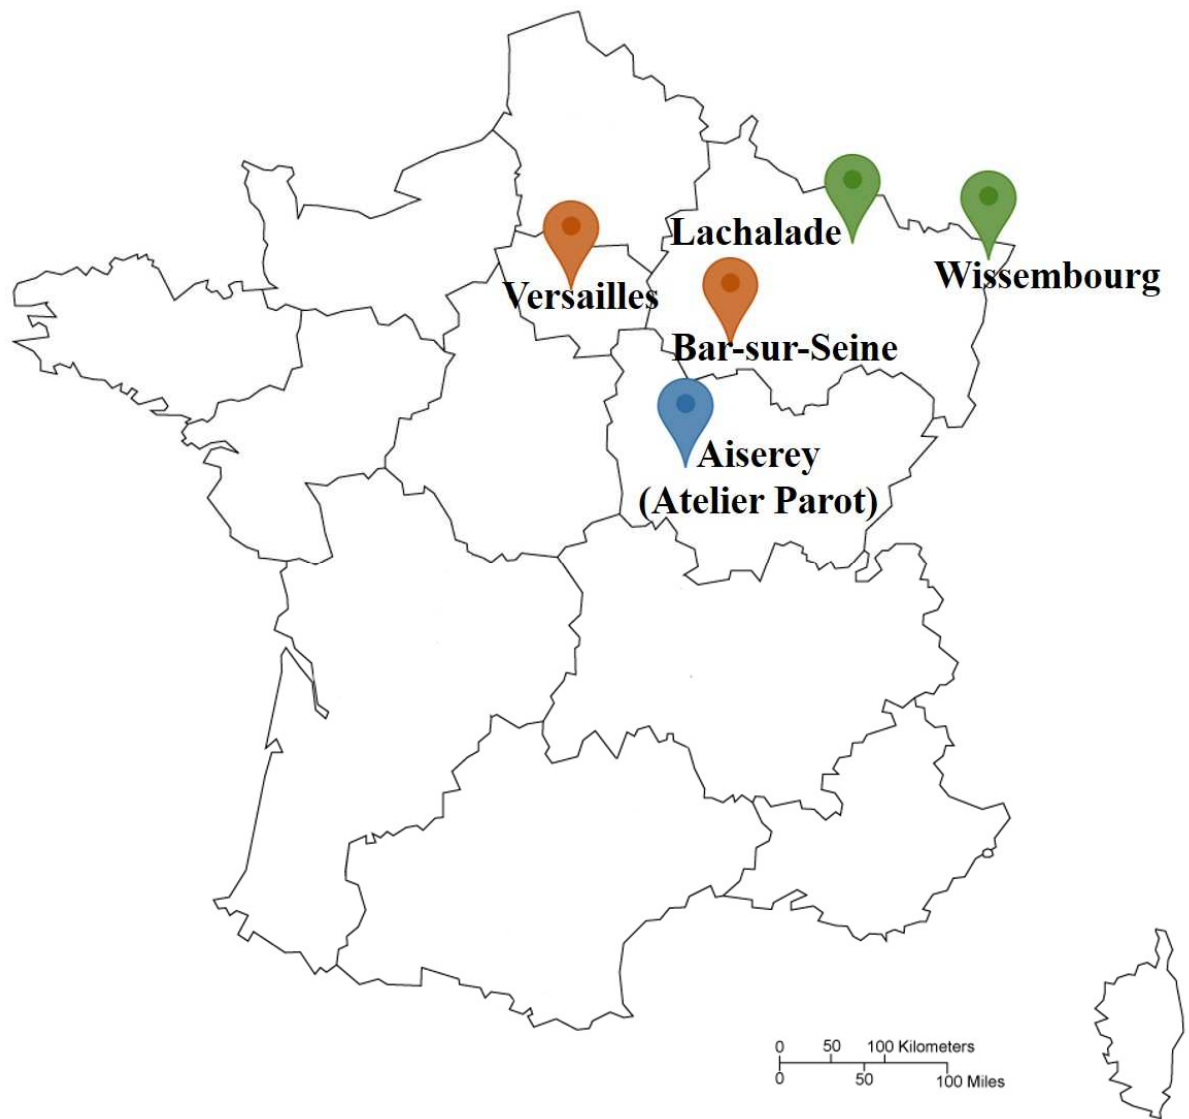 Lachalade
Wissembourg
Versailles
Bar-sur-Seine
Aiserey
(Atelier Parot)
0 50 100 Kilometers
0 50 100 Miles